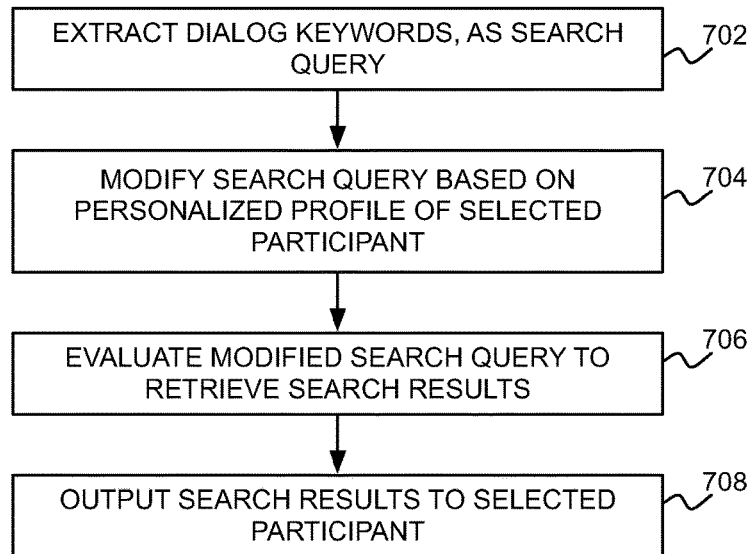 EXTRACT DIALOG KEYWORDS, AS SEARCH
QUERY
702
MODIFY SEARCH QUERY BASED ON
PERSONALIZED PROFILE OF SELECTED
PARTICIPANT
704
EVALUATE MODIFIED SEARCH QUERY TO
RETRIEVE SEARCH RESULTS
706
OUTPUT SEARCH RESULTS TO SELECTED
PARTICIPANT
708